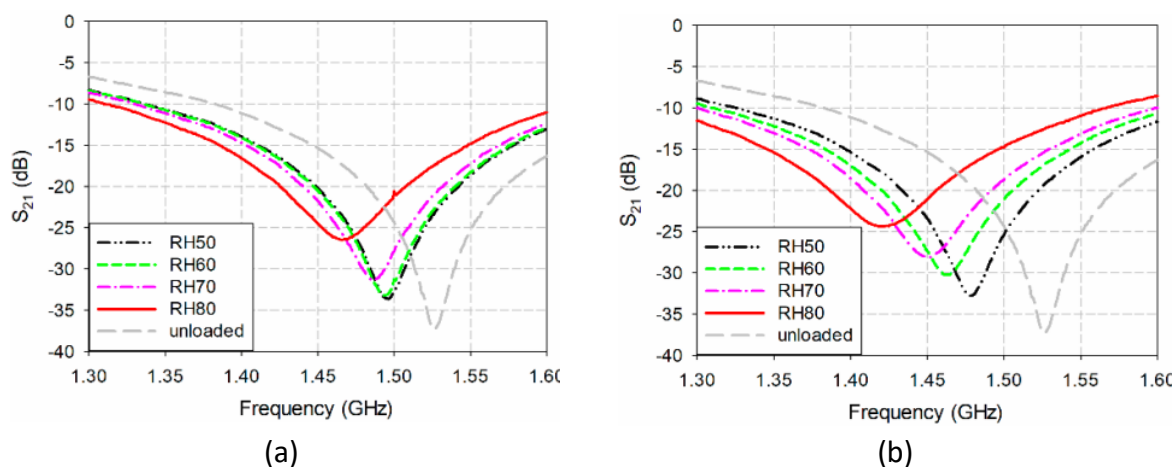 0
-5
-10
-15
-20
-25
-30
-35
-40
S21 (dB)
RH50
RH60
RH70
RH80
unloaded
1.30 1.35 1.40 1.45 1.50 1.55 1.60
Frequency (GHz)
(a)
0
-5
-10
-15
-20
-25
-30
-35
-40
S21 (dB)
RH50
RH60
RH70
RH80
unloaded
1.30 1.35 1.40 1.45 1.50 1.55 1.60
Frequency (GHz)
(b)